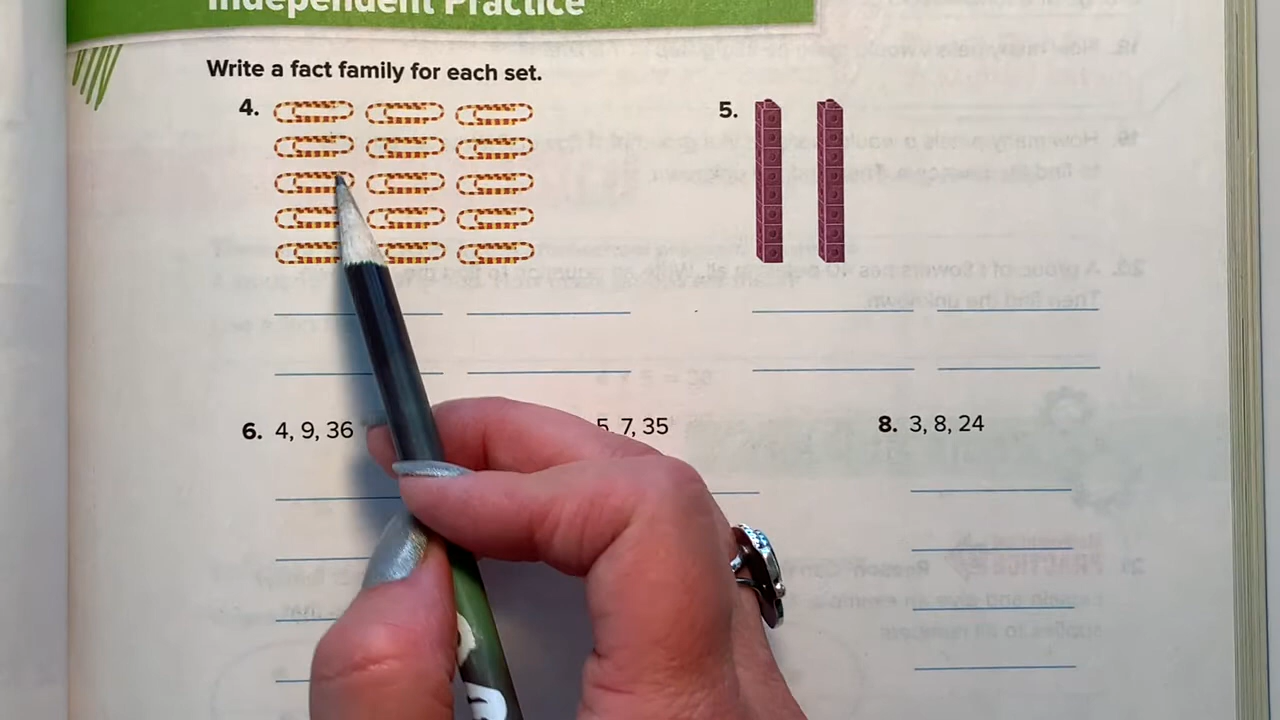 Independent Practice
Write a fact family for each set.
4.
5.
6. 4, 9, 36
5, 7, 35
8. 3, 8, 24